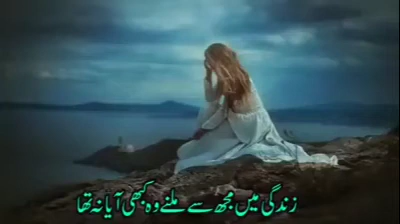 زندگی میں مجھ سے ملنے وہ کبھی آیا نہ تھا